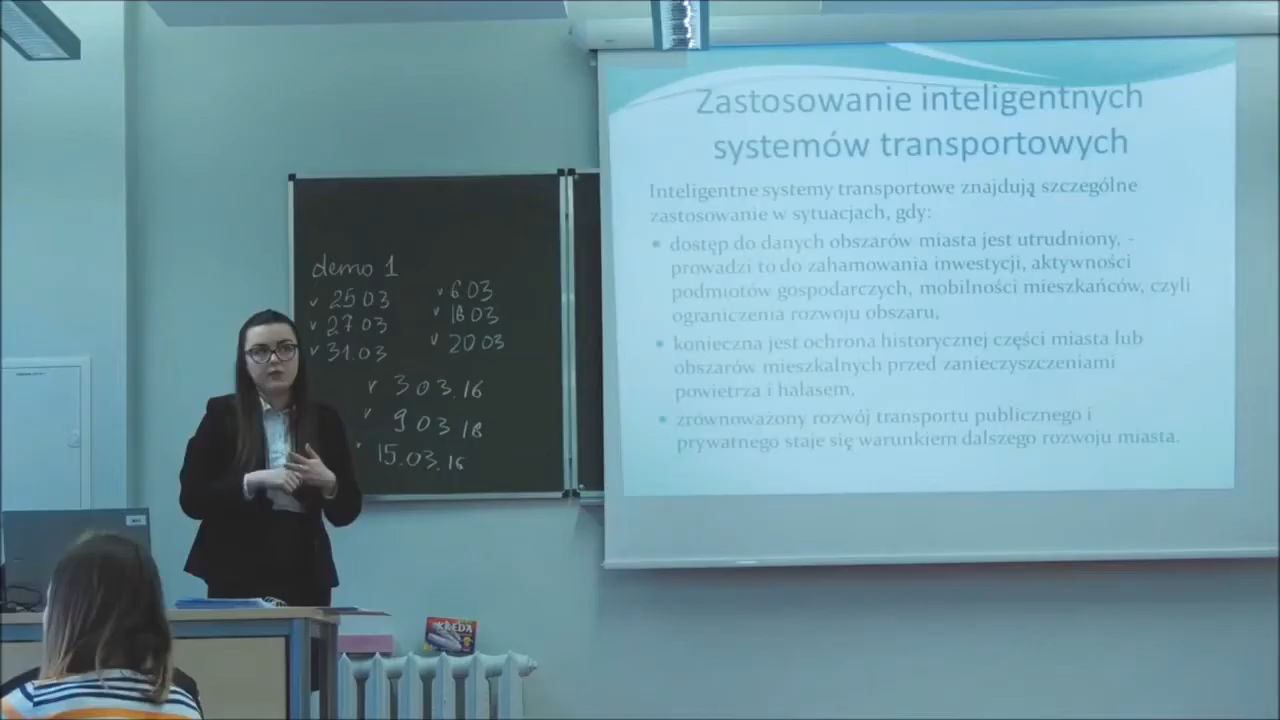 demo 1
v 25 03
v 27 03
v 31.03
v 6.03
v 18 03
v 20 03
v 3 03.16
v 9 03 16
15.03.16
Zastosowanie inteligentnych
systemów transportowych
Inteligentne systemy transportowe znajdują szczególne
zastosowanie w sytuacjach, gdy:
• dostęp do danych obszarów miasta jest utrudniony, -
prowadzi to do zahamowania inwestycji, aktywności
podmiotów gospodarczych, mobilności mieszkańców, czyli
ograniczenia rozwoju obszaru,
• konieczna jest ochrona historycznej części miasta lub
obszarów mieszkalnych przed zanieczyszczeniami
powietrza i hałasem,
• zrównoważony rozwój transportu publicznego i
prywatnego staje się warunkiem dalszego rozwoju miasta.
KREDA